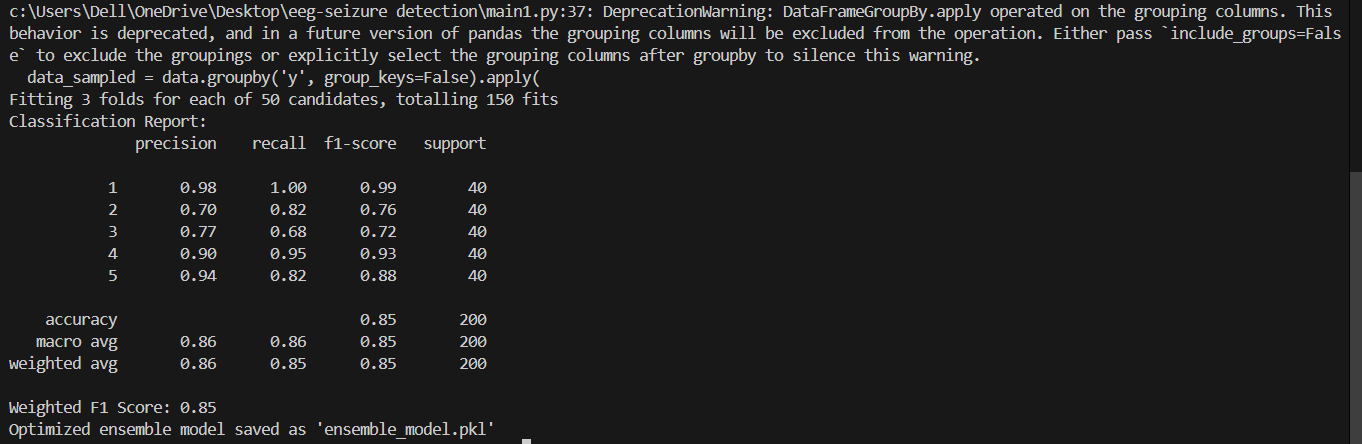 c:\Users\Dell\OneDrive\Desktop\eeg-seizure detection\main1.py:37: DeprecationWarning: DataFrameGroupBy.apply operated on the grouping columns. This
behavior is deprecated, and in a future version of pandas the grouping columns will be excluded from the operation. Either pass `include_groups=Fals
e` to exclude the groupings or explicitly select the grouping columns after groupby to silence this warning.
  data_sampled = data.groupby('y', group_keys=False).apply(
Fitting 3 folds for each of 50 candidates, totalling 150 fits
Classification Report:
              precision    recall  f1-score   support
           1       0.98      1.00      0.99        40
           2       0.70      0.82      0.76        40
           3       0.77      0.68      0.72        40
           4       0.90      0.95      0.93        40
           5       0.94      0.82      0.88        40
    accuracy                           0.85       200
   macro avg       0.86      0.86      0.85       200
weighted avg       0.86      0.85      0.85       200
Weighted F1 Score: 0.85
Optimized ensemble model saved as 'ensemble_model.pkl'